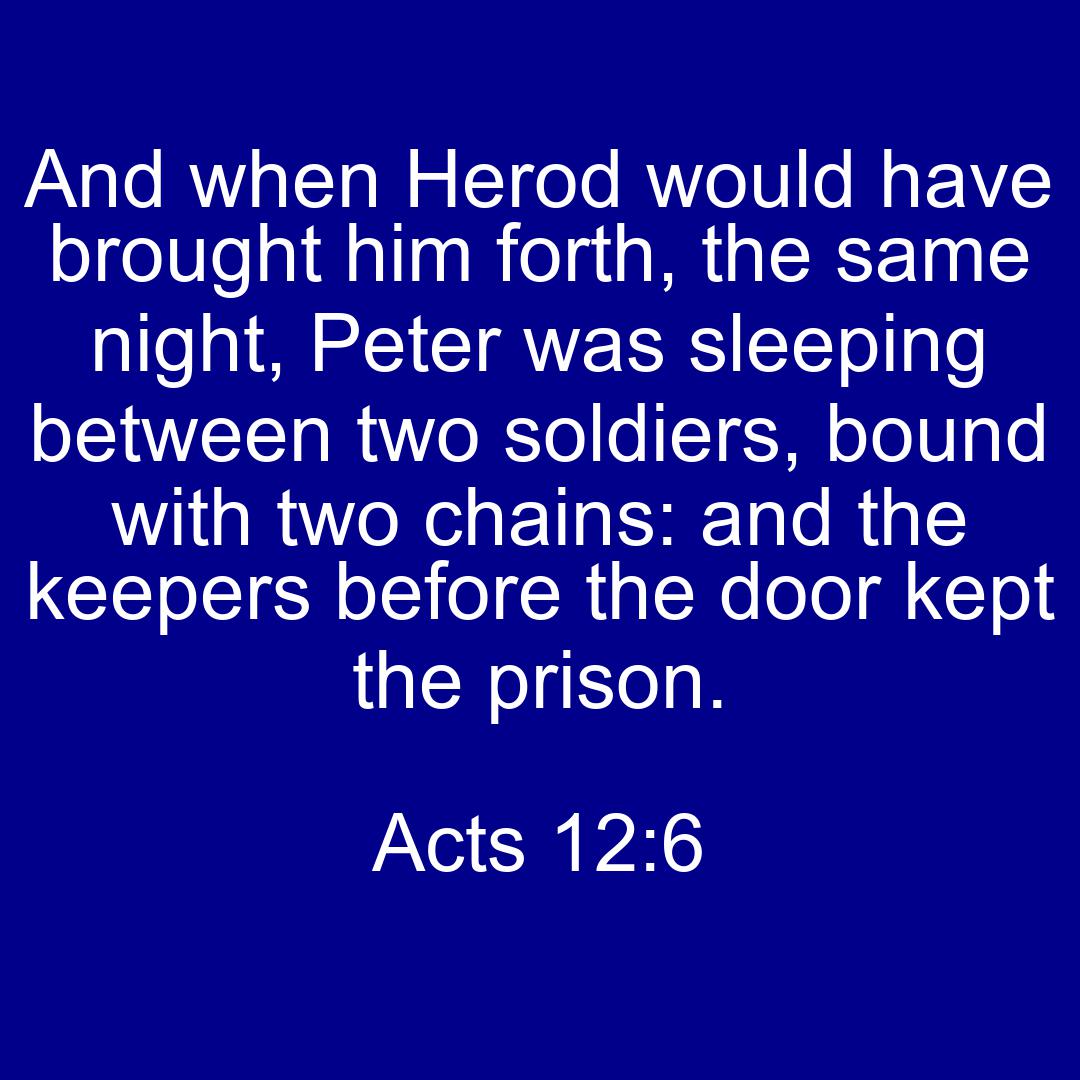 And when Herod would have
brought him forth, the same
night, Peter was sleeping
between two soldiers, bound
with two chains: and the
keepers before the door kept
the prison.
Acts 12:6